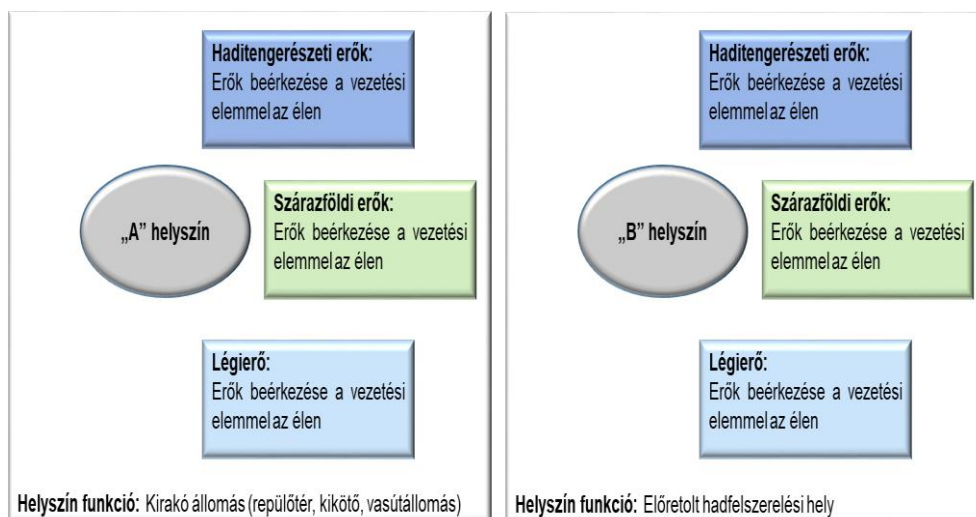 Haditengerészeti erők:
Erők beérkezése a vezetési
elemmel az élen
„A” helyszín
Szárazföldi erők:
Erők beérkezése a vezetési
elemmel az élen
Légierő:
Erők beérkezése a vezetési
elemmel az élen
Helyszín funkció: Kirakó állomás (repülőtér, kikötő, vasútállomás)
Haditengerészeti erők:
Erők beérkezése a vezetési
elemmel az élen
„B” helyszín
Szárazföldi erők:
Erők beérkezése a vezetési
elemmel az élen
Légierő:
Erők beérkezése a vezetési
elemmel az élen
Helyszín funkció: Előretolt hadfelszerelési hely